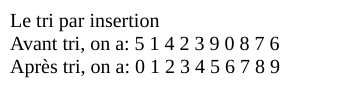 Le tri par insertion
Avant tri, on a: 5 1 4 2 3 9 0 8 7 6
Après tri, on a: 0 1 2 3 4 5 6 7 8 9